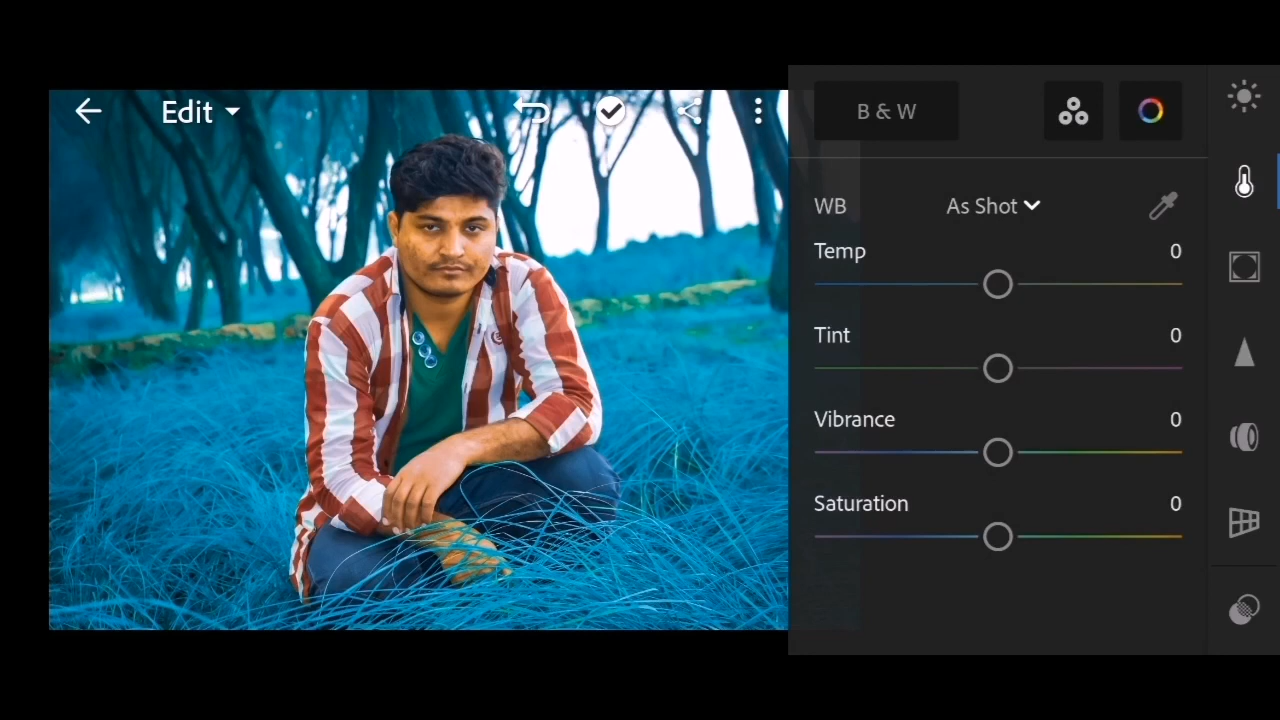 Edit
B & W
WB As Shot
Temp 0
Tint 0
Vibrance 0
Saturation 0